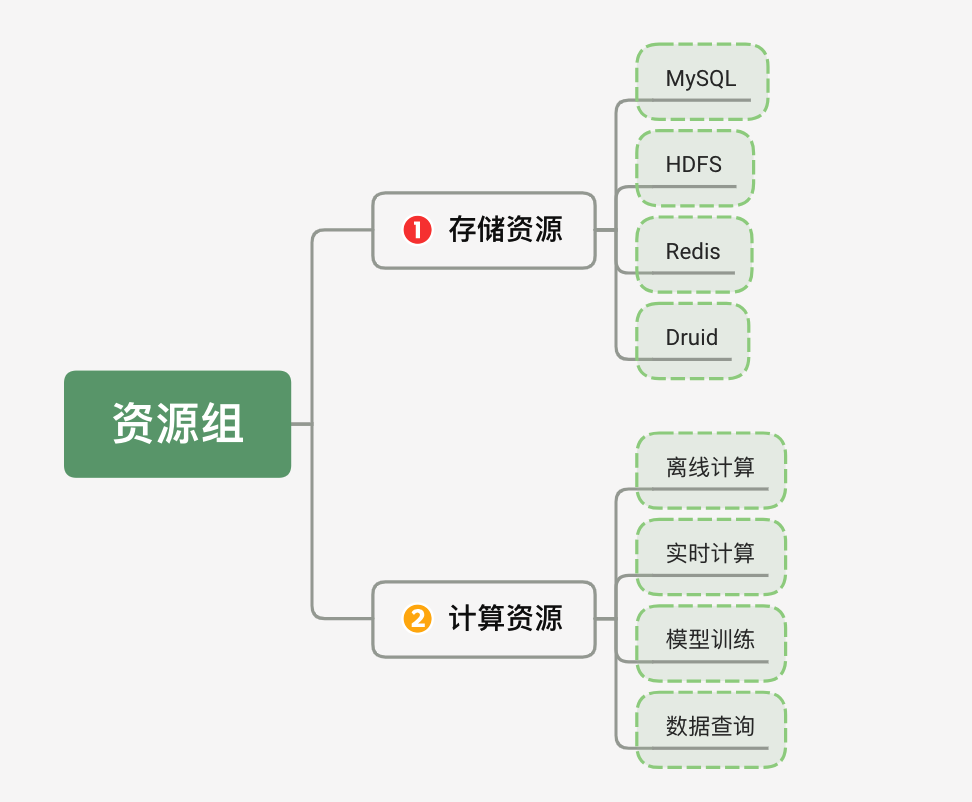 资源组
1 存储资源
MySQL
HDFS
Redis
Druid
2 计算资源
离线计算
实时计算
模型训练
数据查询